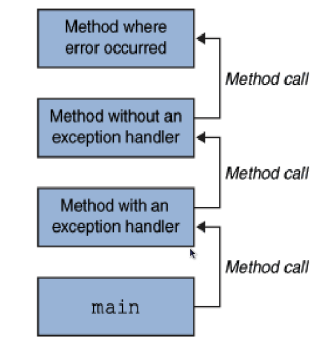 Method where
error occurred
Method call
Method without an
exception handler
Method call
Method with an
exception handler
Method call
main